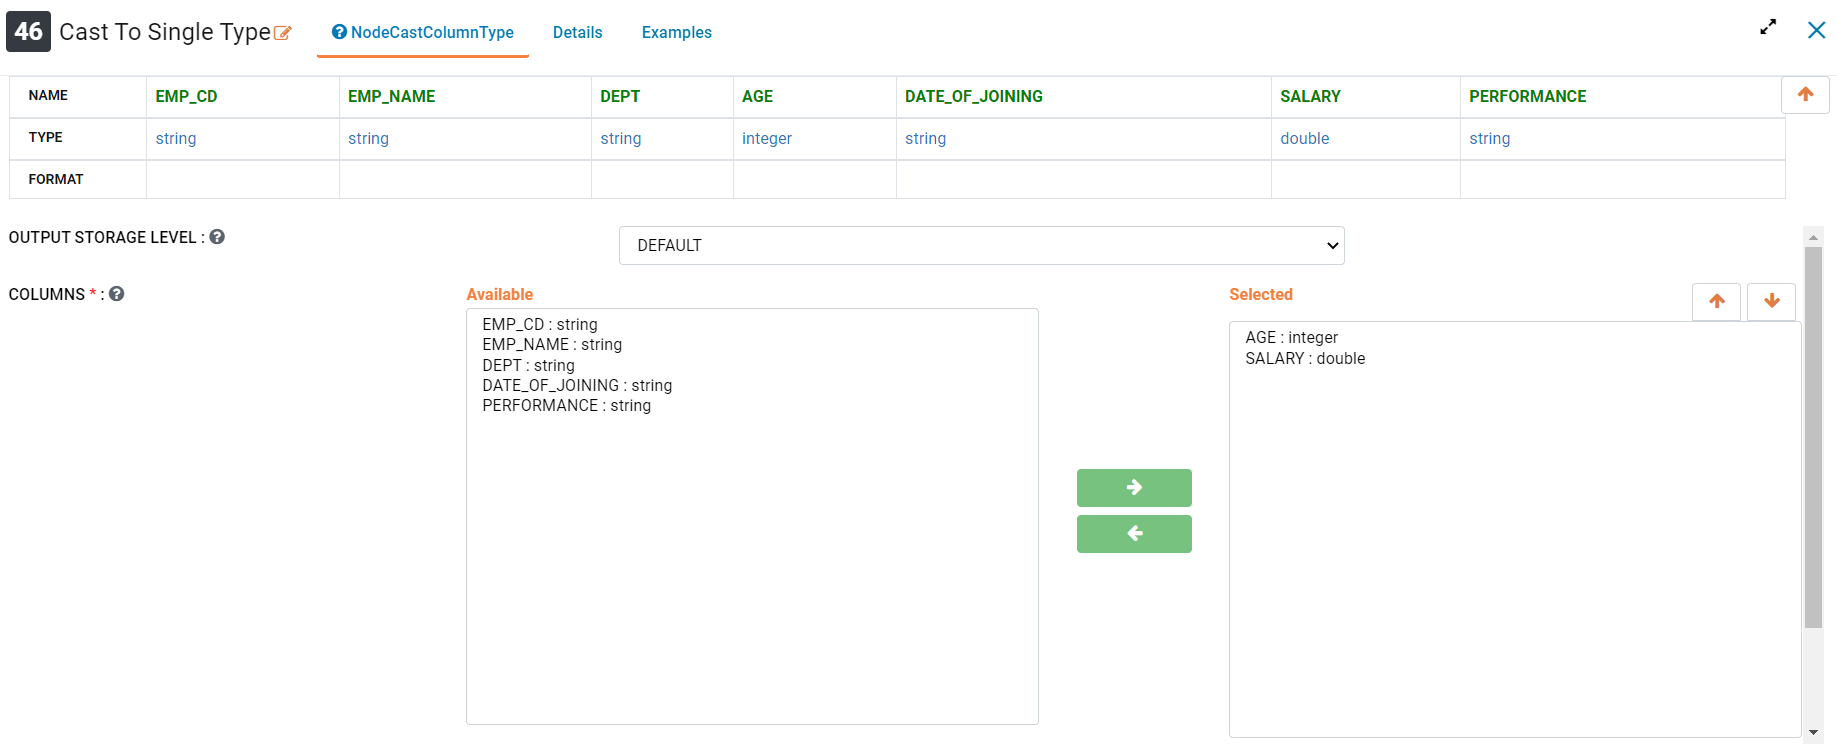 46 Cast To Single Type NodeCastColumnType Details Examples
NAME EMP_CD EMP_NAME DEPT AGE DATE_OF_JOINING SALARY PERFORMANCE
TYPE string string string integer string double string
FORMAT
OUTPUT STORAGE LEVEL : DEFAULT
COLUMNS * : Available Selected
EMP_CD : string
EMP_NAME : string
DEPT : string
DATE_OF_JOINING : string
PERFORMANCE : string
AGE : integer
SALARY : double